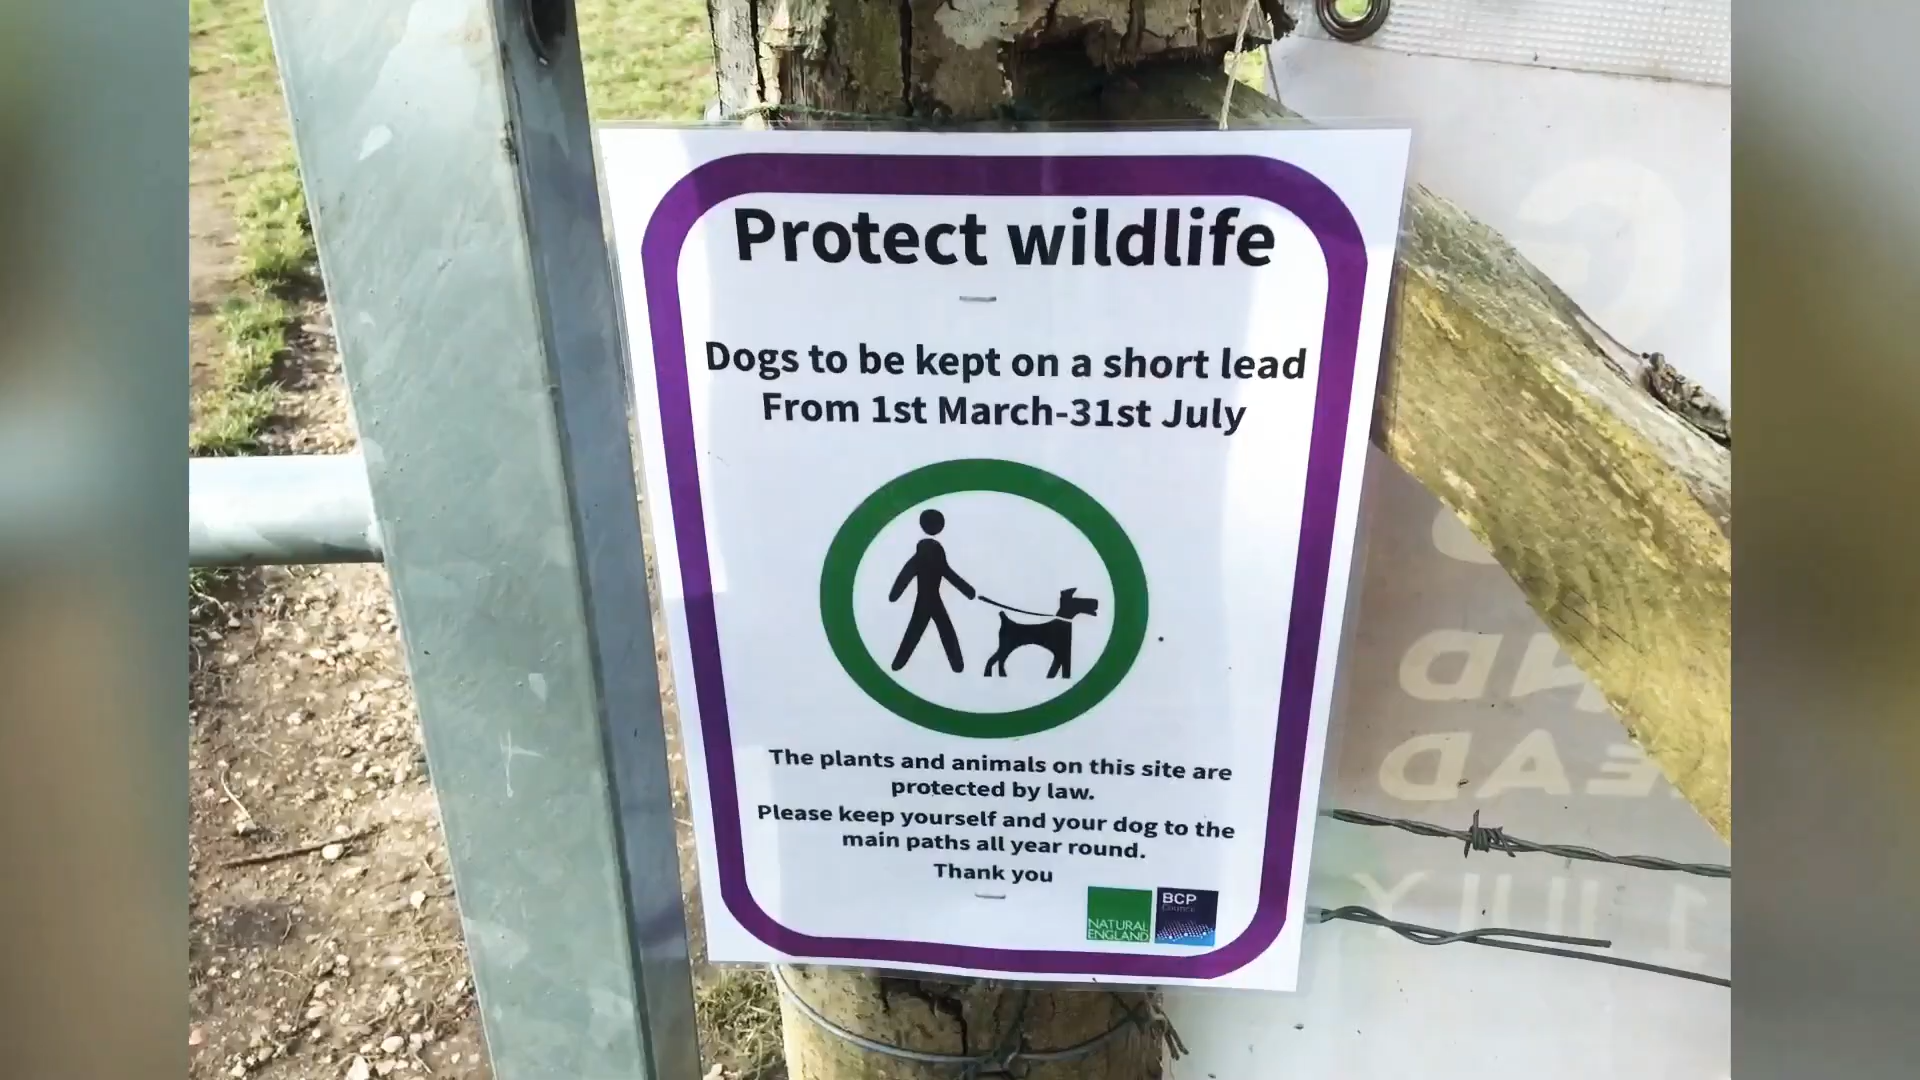 Protect wildlife
Dogs to be kept on a short lead
From 1st March-31st July
The plants and animals on this site are
protected by law.
Please keep yourself and your dog to the
main paths all year round.
Thank you
NATURAL
ENGLAND
BCP
Council